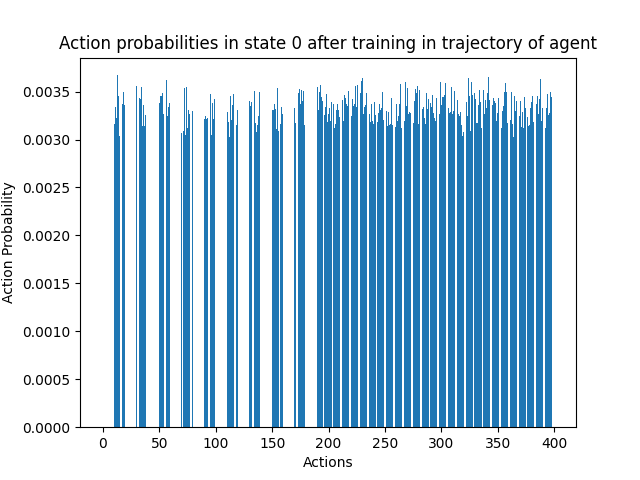 Action probabilities in state 0 after training in trajectory of agent
0.0035
0.0030
0.0025
0.0020
0.0015
0.0010
0.0005
0.0000
Action Probability
0 50 100 150 200 250 300 350 400
Actions